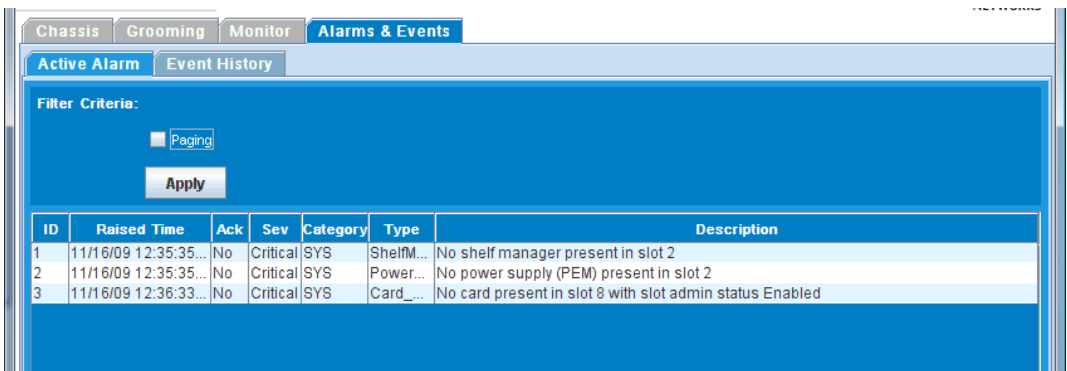 Chassis Grooming Monitor Alarms & Events
Active Alarm Event History
Filter Criteria:
Paging
Apply
ID Raised Time Ack Sev Category Type Description
1 11/16/09 12:35:35... No Critical SYS ShelfM... No shelf manager present in slot 2
2 11/16/09 12:35:35... No Critical SYS Power... No power supply (PEM) present in slot 2
3 11/16/09 12:36:33... No Critical SYS Card_... No card present in slot 8 with slot admin status Enabled